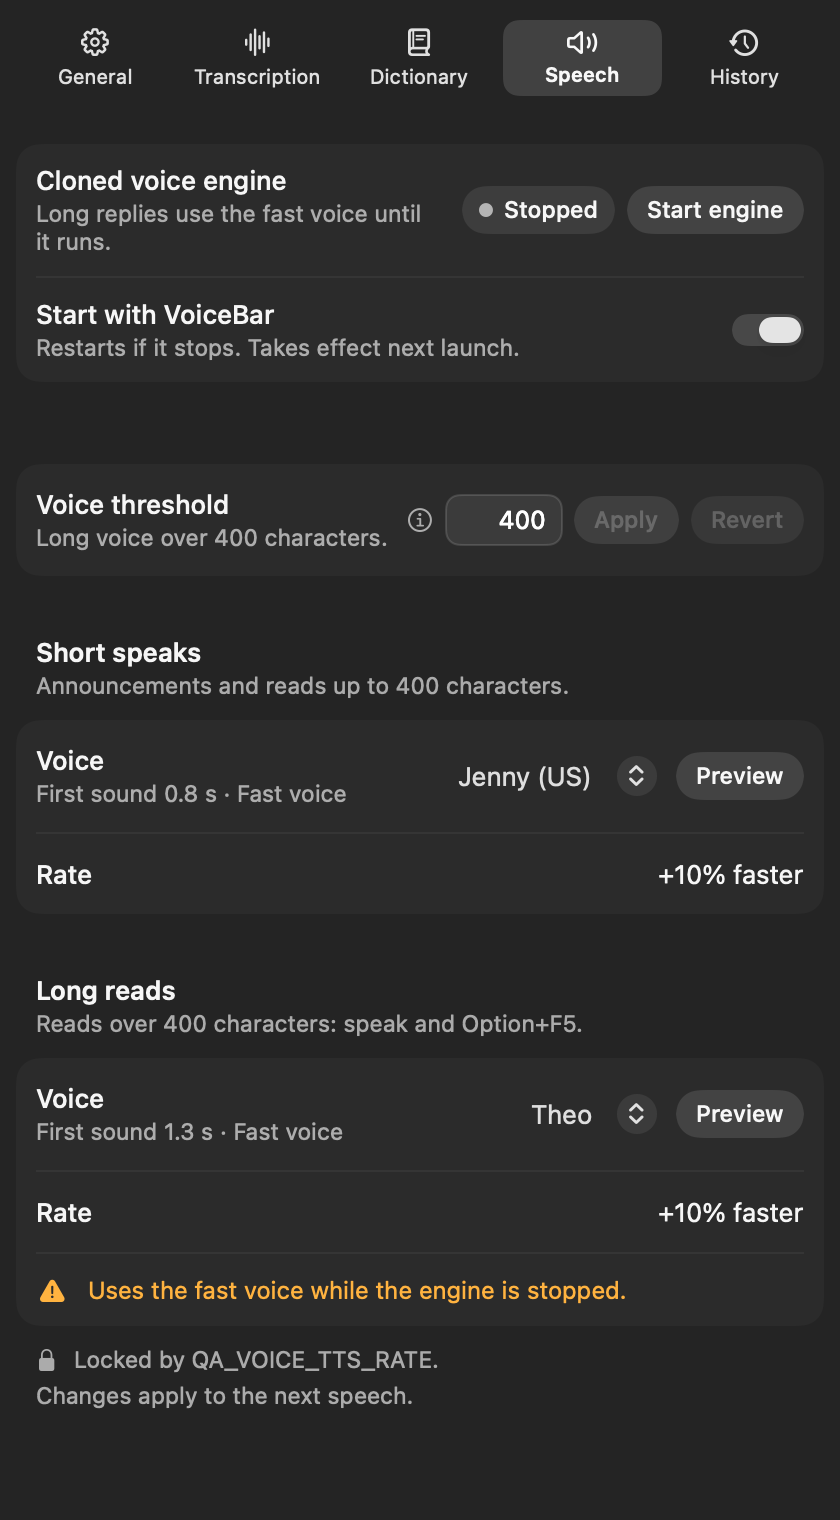 General
Transcription
Dictionary
Speech
History
Cloned voice engine
Long replies use the fast voice until
it runs.
Stopped
Start engine
Start with VoiceBar
Restarts if it stops. Takes effect next launch.
Voice threshold
Long voice over 400 characters.
400
Apply
Revert
Short speaks
Announcements and reads up to 400 characters.
Voice
First sound 0.8 s · Fast voice
Jenny (US)
Preview
Rate
+10% faster
Long reads
Reads over 400 characters: speak and Option+F5.
Voice
First sound 1.3 s · Fast voice
Theo
Preview
Rate
+10% faster
Uses the fast voice while the engine is stopped.
Locked by QA_VOICE_TTS_RATE.
Changes apply to the next speech.